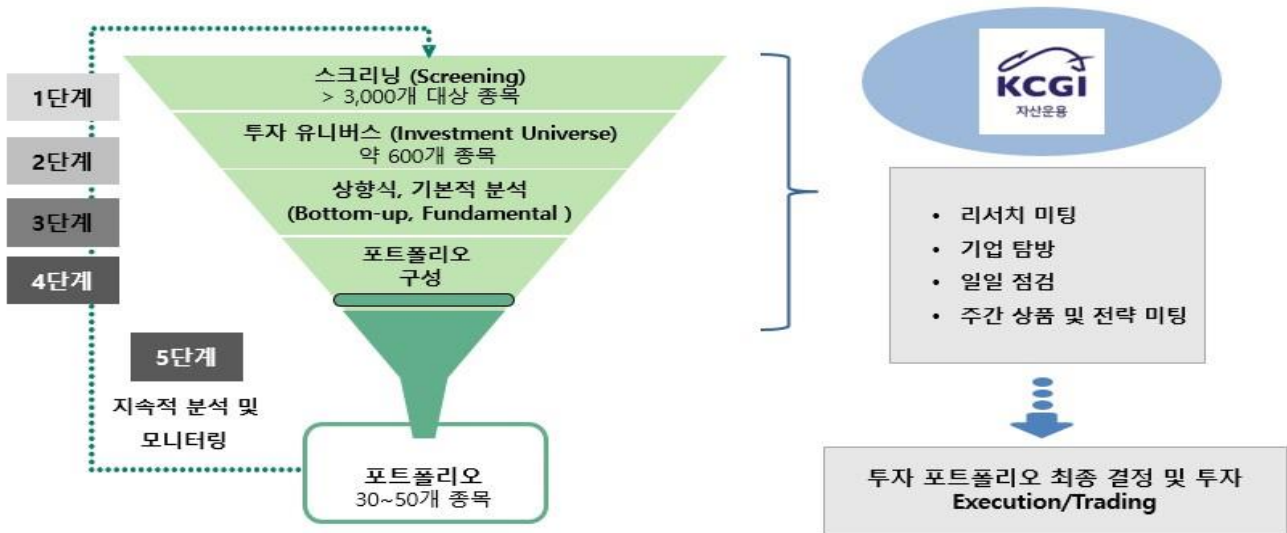 1단계
2단계
3단계
4단계
스크리닝 (Screening)
> 3,000개 대상 종목
투자 유니버스 (Investment Universe)
약 600개 종목
상향식, 기본적 분석
(Bottom-up, Fundamental )
포트폴리오
구성
5단계
지속적 분석 및
모니터링
포트폴리오
30~50개 종목
KCGI
자산운용
• 리서치 미팅
• 기업 탐방
• 일일 점검
• 주간 상품 및 전략 미팅
투자 포트폴리오 최종 결정 및 투자
Execution/Trading